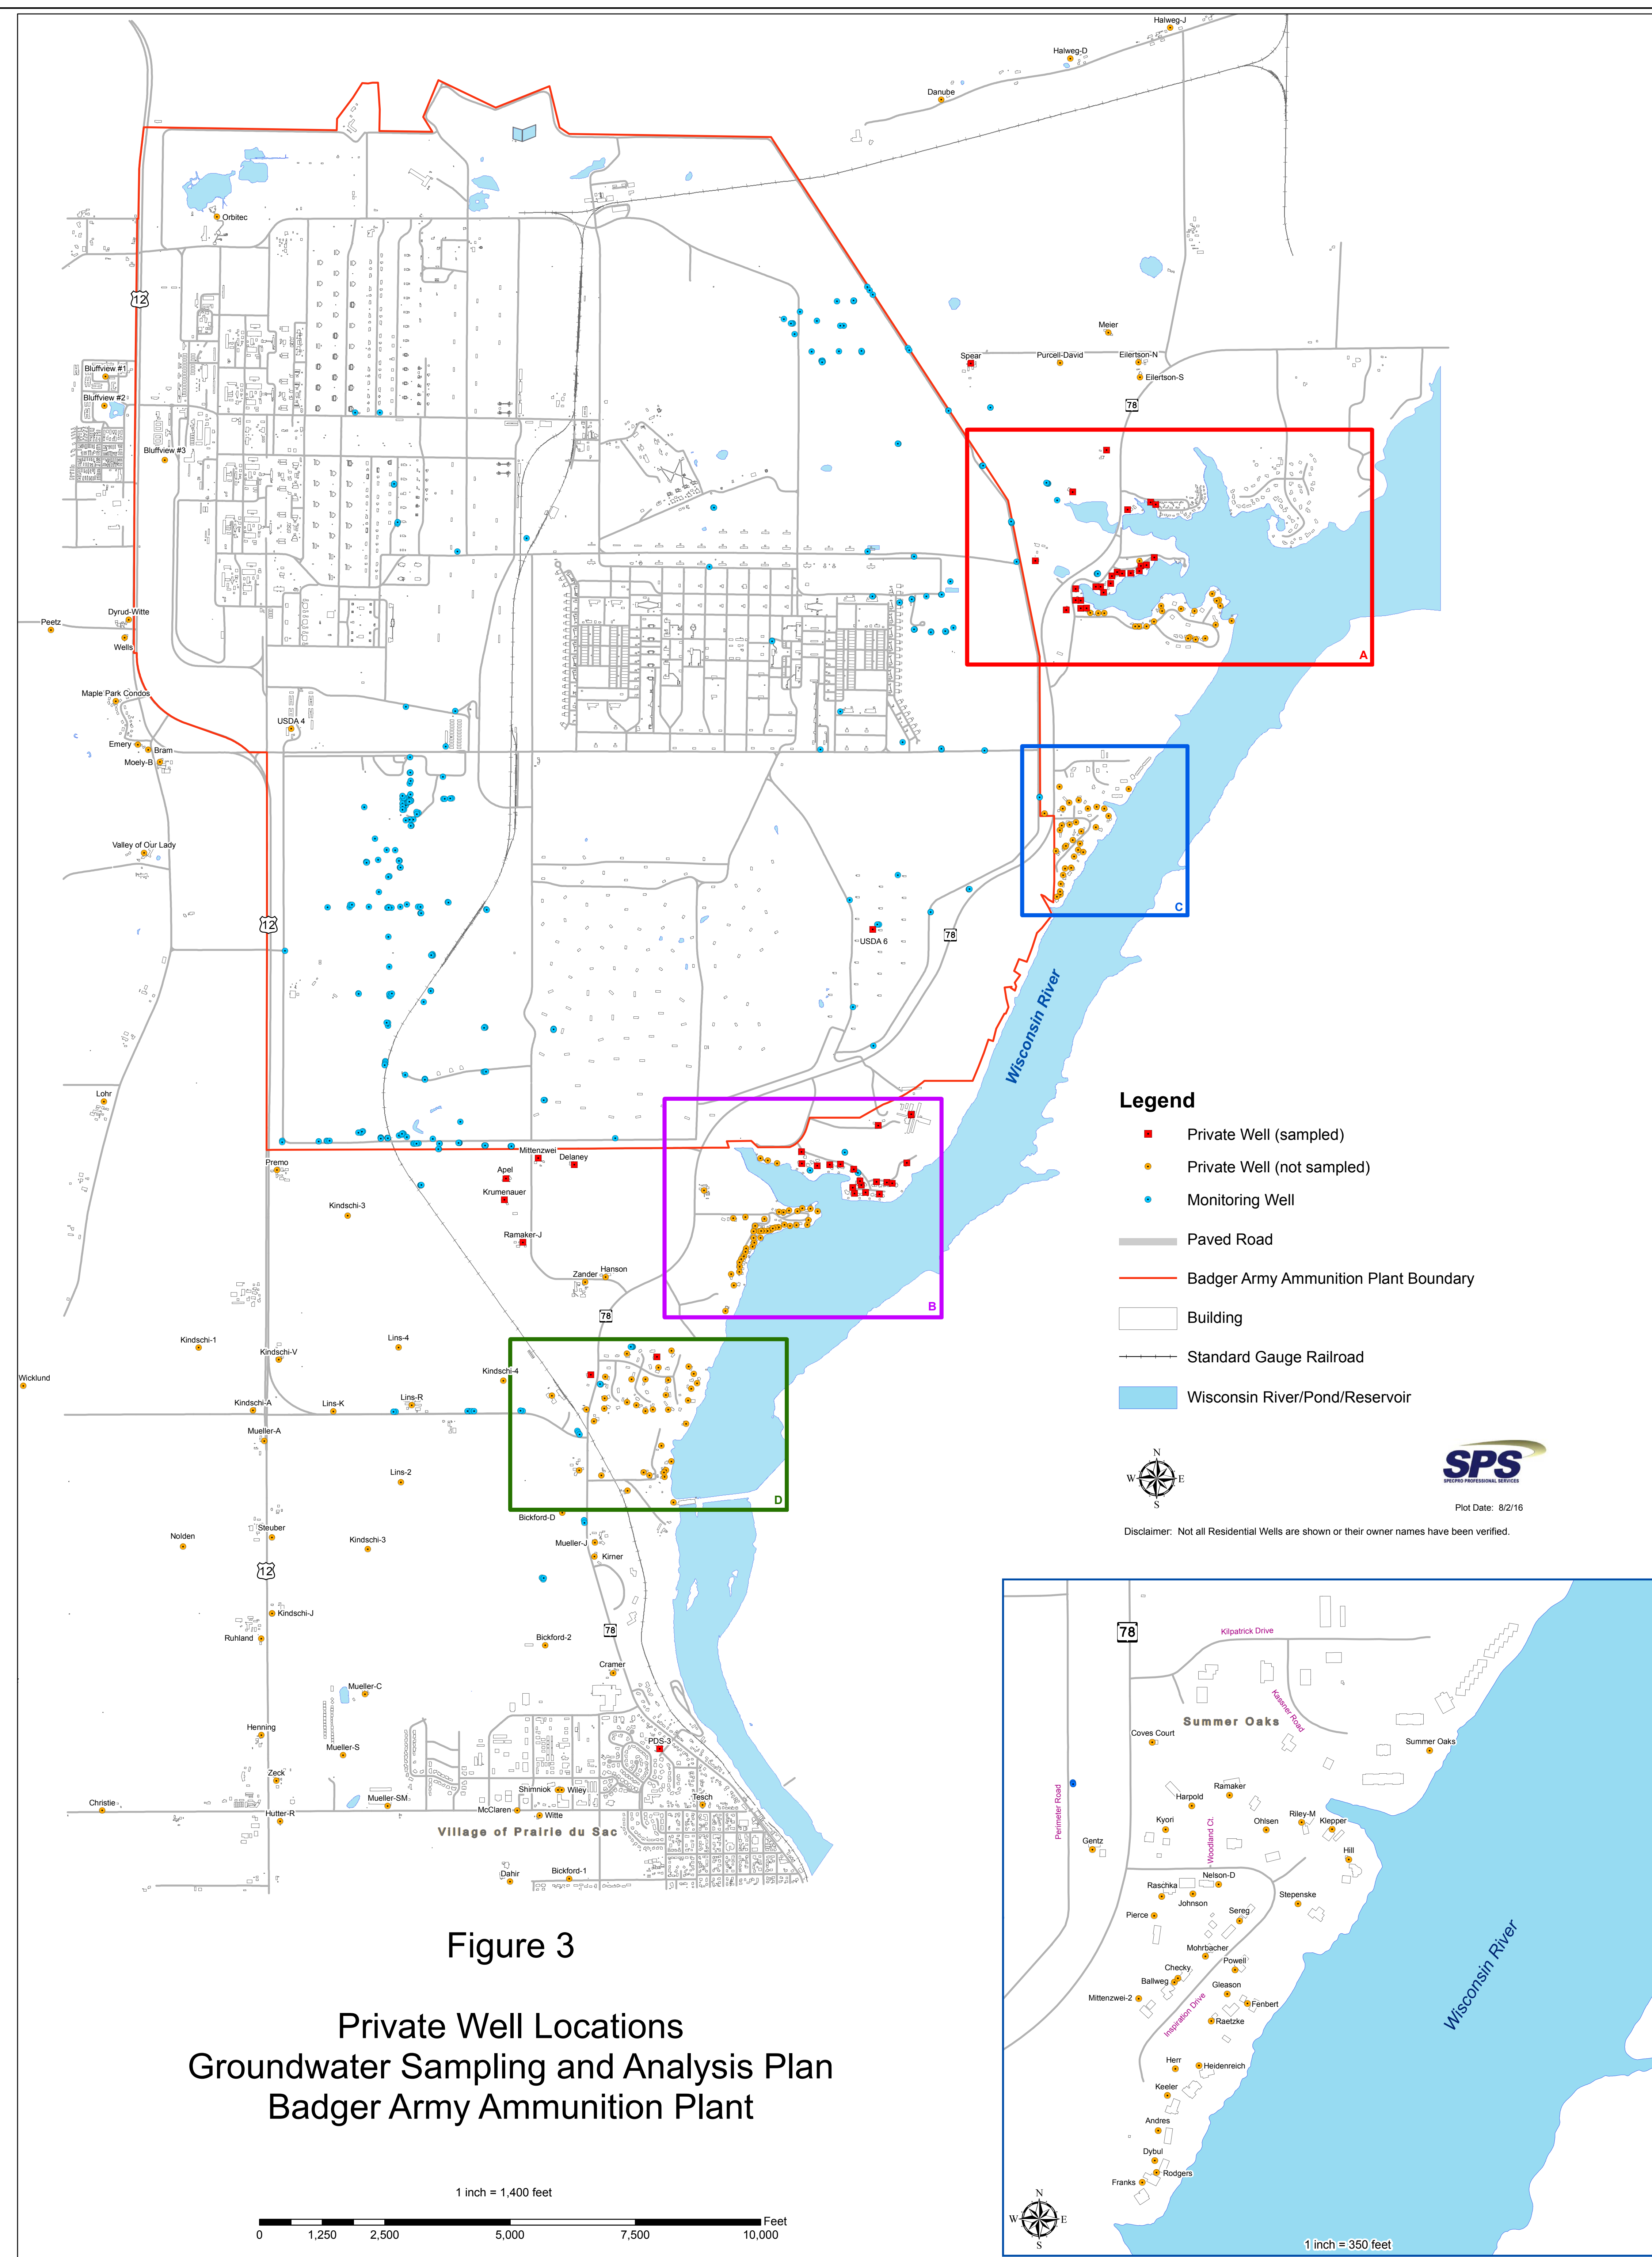 Halweg-J
Halweg-D
Danube
Orbitec
12
Meier
Spear
Purcell-David
Eilertson-N
Eilertson-S
Bluffview #1
Bluffview #2
78
Bluffview #3
Dyrud-Witte
Peetz
Wells
A
Maple Park Condos
USDA 4
Emery
Bram
Moely-B
Valley of Our Lady
C
12
78
USDA 6
Wisconsin River
Lohr
Legend
Private Well (sampled)
Private Well (not sampled)
Monitoring Well
Paved Road
Badger Army Ammunition Plant Boundary
Building
Standard Gauge Railroad
Wisconsin River/Pond/Reservoir
Mittenzwei
Delaney
Premo
Apel
Krumenauer
Kindschi-3
Ramaker-J
Zander
Hanson
B
78
Kindschi-1
Lins-4
Kindschi-V
Kindschi-4
Wicklund
Kindschi-A
Lins-K
Lins-R
Mueller-A
Lins-2
D
N
W
E
S
SPS
SPECPRO PROFESSIONAL SERVICES
Plot Date: 8/2/16
Disclaimer: Not all Residential Wells are shown or their owner names have been verified.
Bickford-D
Nolden
Steuber
Kindschi-3
Mueller-J
Kirner
12
Kindschi-J
Ruhland
78
Bickford-2
Cramer
Mueller-C
Henning
Mueller-S
PDS-3
Zeck
Shimniok
Wiley
Christie
Mueller-SM
McClaren
Witte
Tesch
Hutter-R
Village of Prairie du Sac
Dahir
Bickford-1
78
Kilpatrick Drive
Kastner Road
Summer Oaks
Coves Court
Summer Oaks
Perimeter Road
Ramaker
Harpold
Kyori
Woodland Ct.
Ohlsen
Riley-M
Klepper
Gentz
Hill
Nelson-D
Raschka
Johnson
Stepenske
Pierce
Sereg
Mohrbacher
Powell
Checky
Ballweg
Gleason
Mittenzwei-2
Fenbert
Inspiration Drive
Raetzke
Wisconsin River
Herr
Heidenreich
Keeler
Andres
Dybul
Rodgers
Franks
N
W
E
S
1 inch = 350 feet
Figure 3
Private Well Locations
Groundwater Sampling and Analysis Plan
Badger Army Ammunition Plant
1 inch = 1,400 feet
Feet
0 1,250 2,500 5,000 7,500 10,000